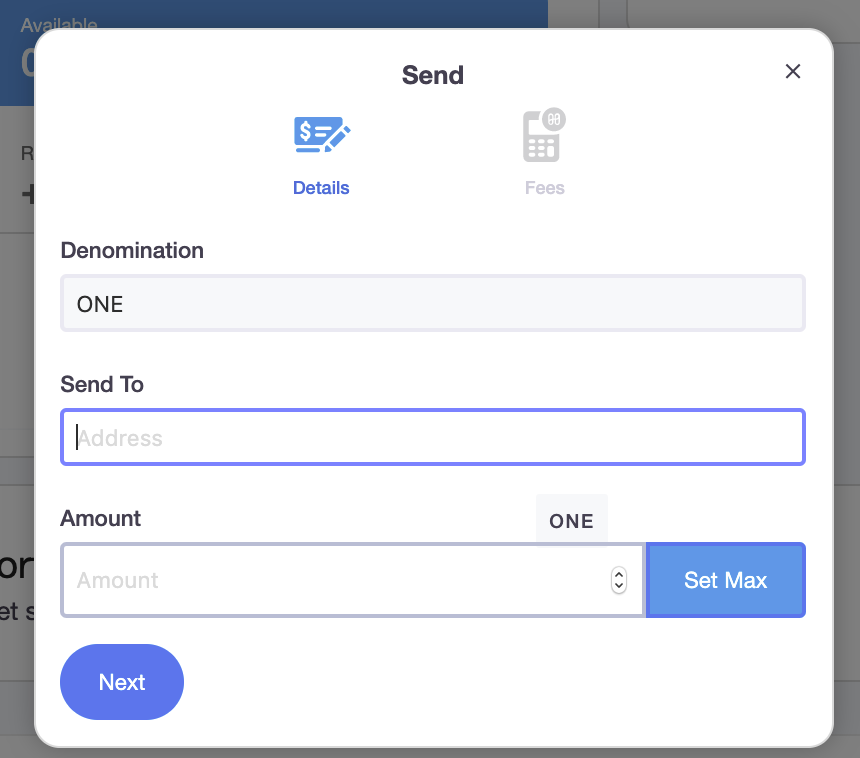 Available
Send
Details
Fees
Denomination
ONE
Send To
Address
Amount
ONE
Amount
Set Max
Next